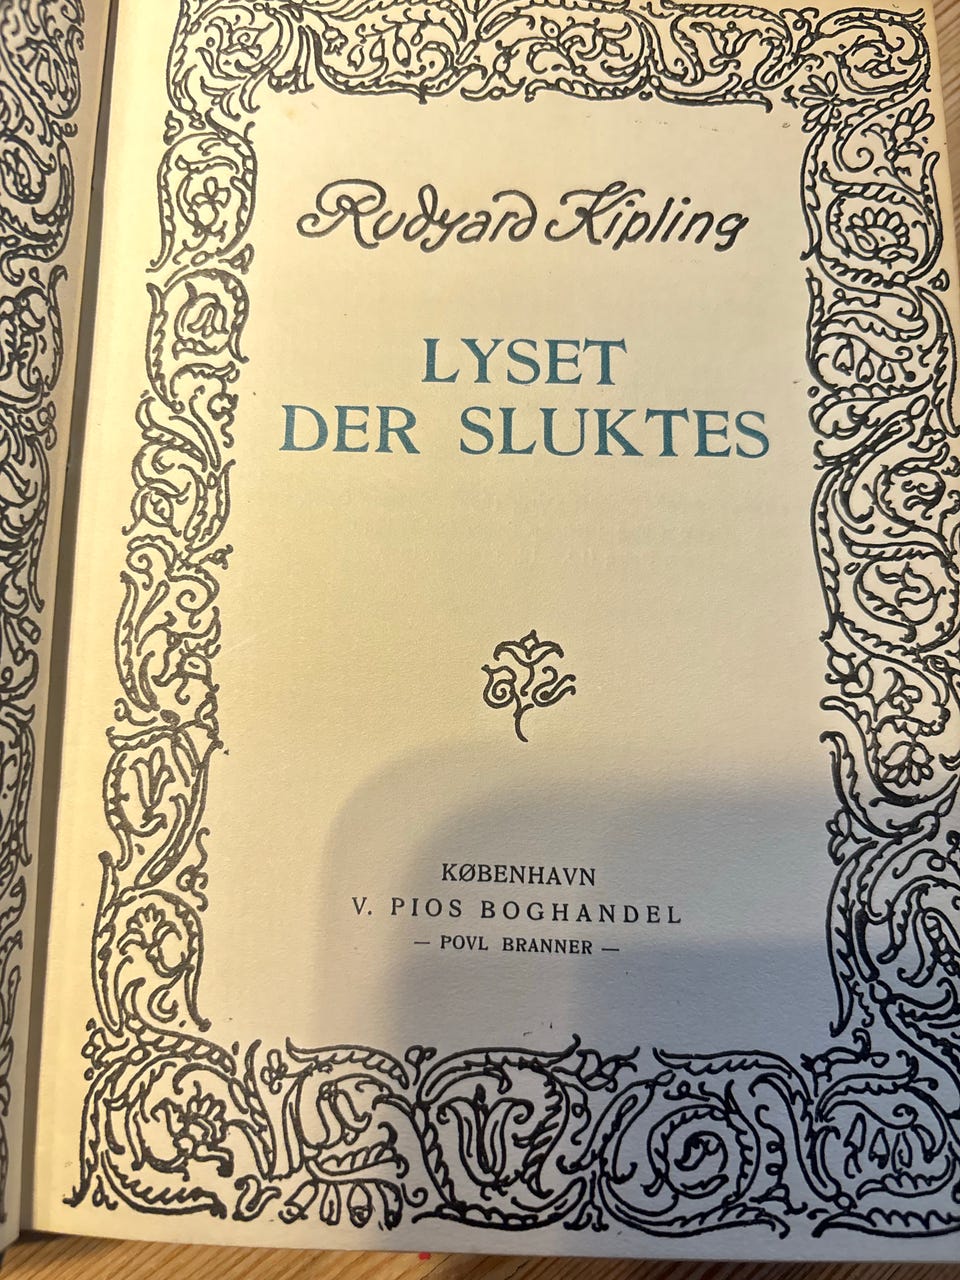 Rudyard Kipling
LYSET
DER SLUKTES
KØBENHAVN
V. PIOS BOGHANDEL
— POVL BRANNER —